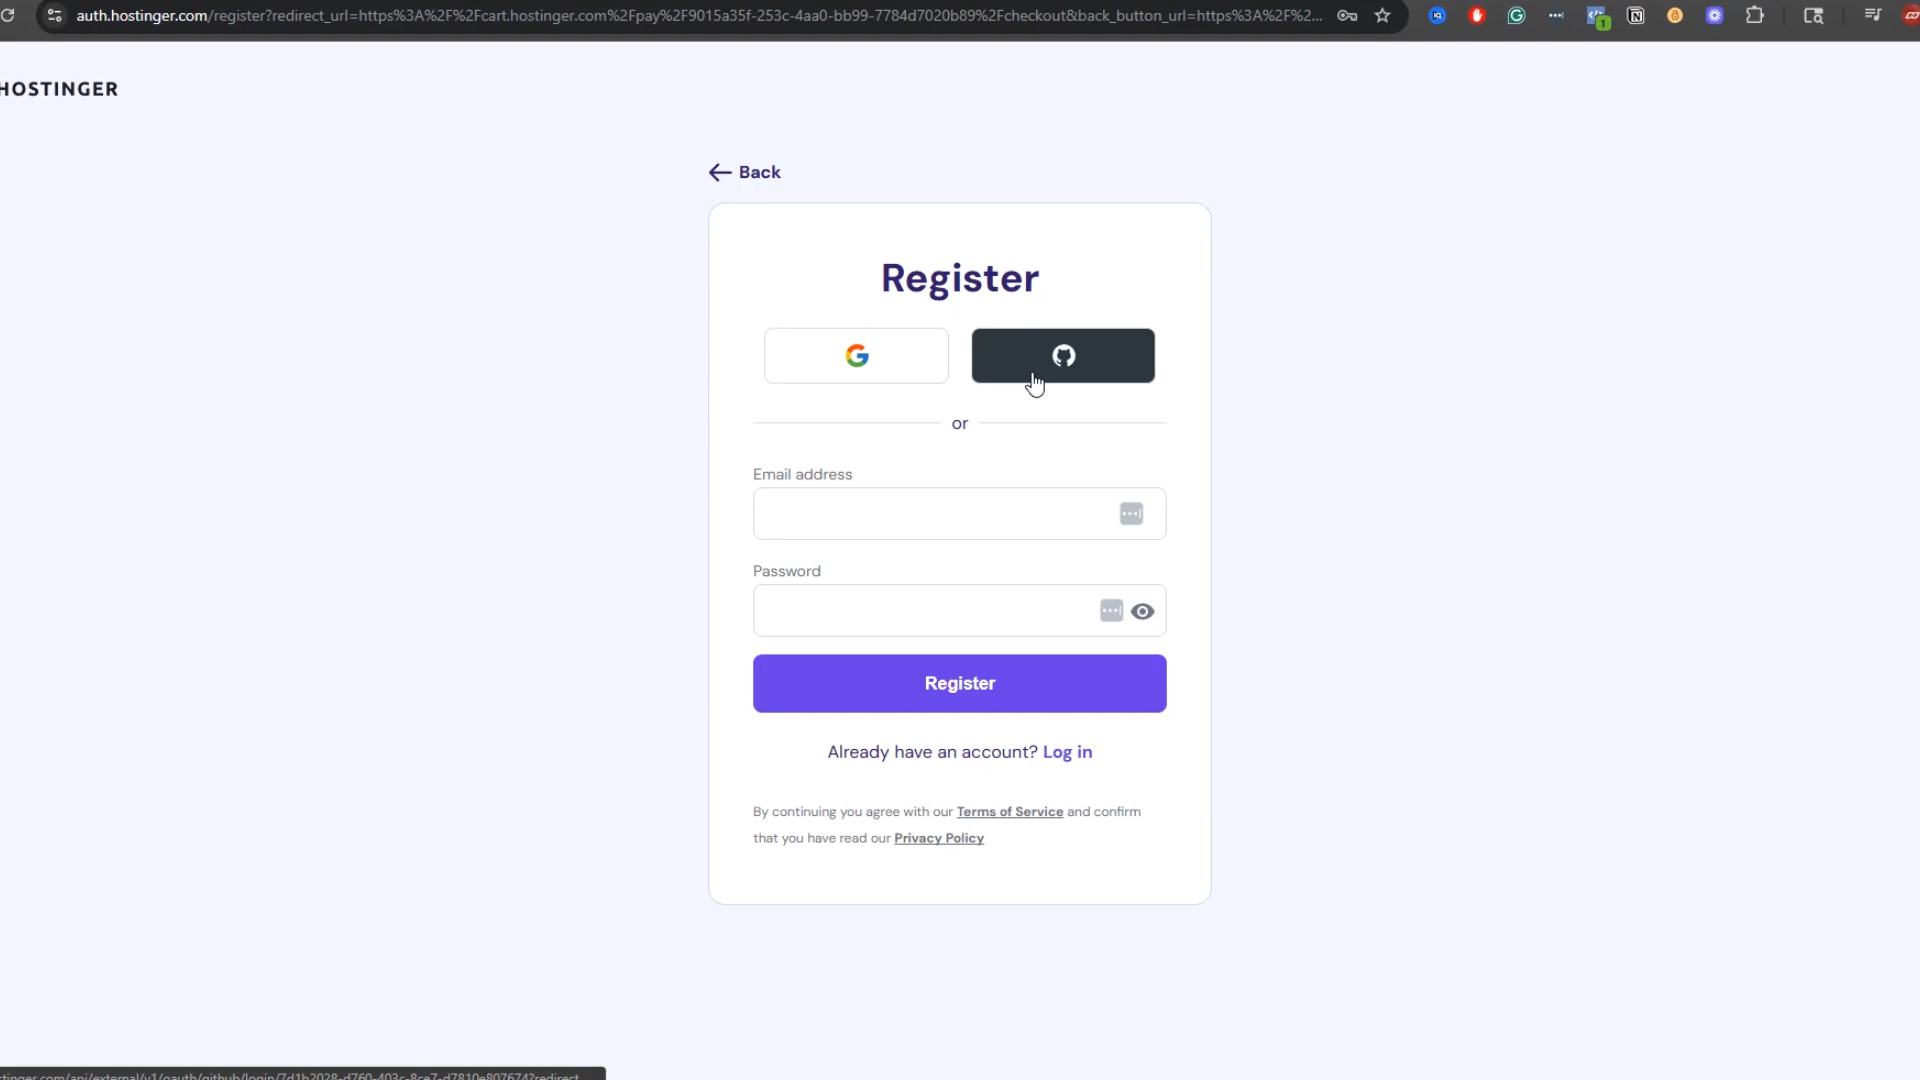 auth.hostinger.com/register?redirect_url=https%3A%2F%2Fcart.hostinger.com%2Fpay%2F9015a35f-253c-4aa0-bb99-7784d7020b89%2Fcheckout&back_button_url=https%3A%2F%2...
1
HOSTINGER
Back
Register
or
Email address
Password
Register
Already have an account? Log in
By continuing you agree with our Terms of Service and confirm
that you have read our Privacy Policy